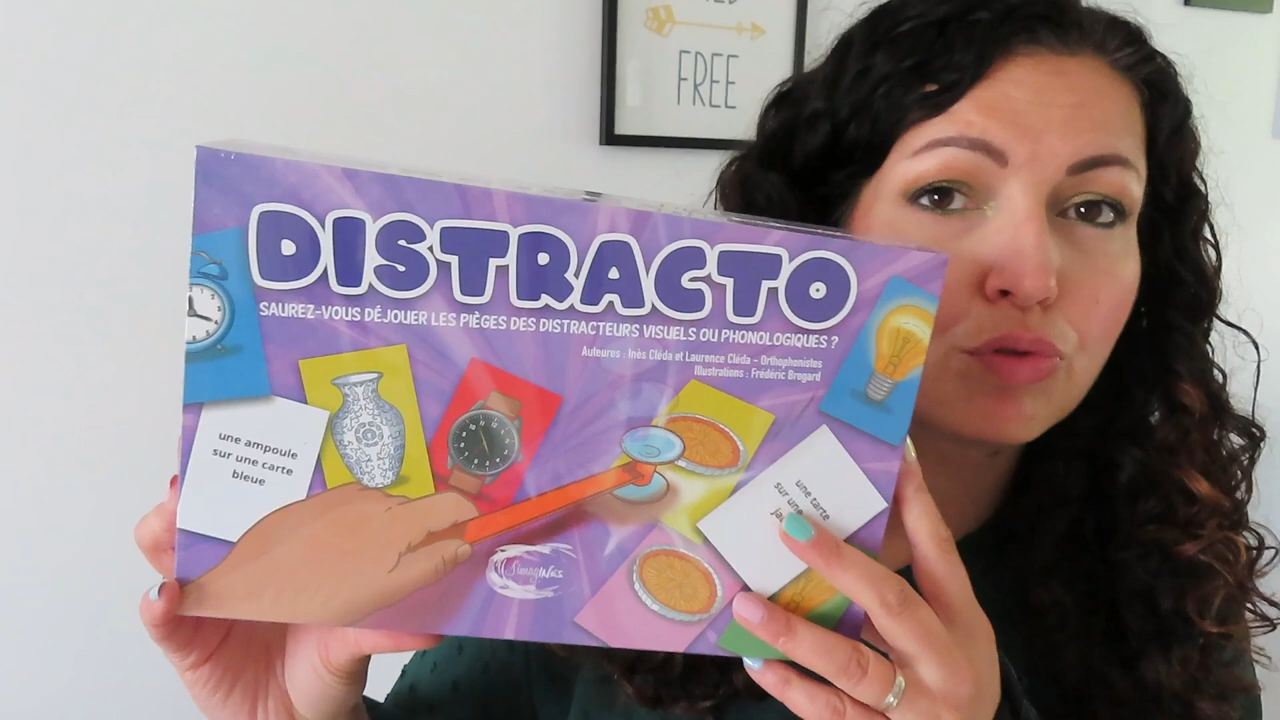 FREE
DISTRACTO
SAUREZ-VOUS DÉJOUER LES PIÈGES DES DISTRACTEURS VISUELS OU PHONOLOGIQUES ?
Auteures : Inès Cléda et Laurence Cléda - Orthophonistes
Illustrations : Frédéric Brogard
une ampoule
sur une carte
bleue
une tarte
sur une
L'imagINès